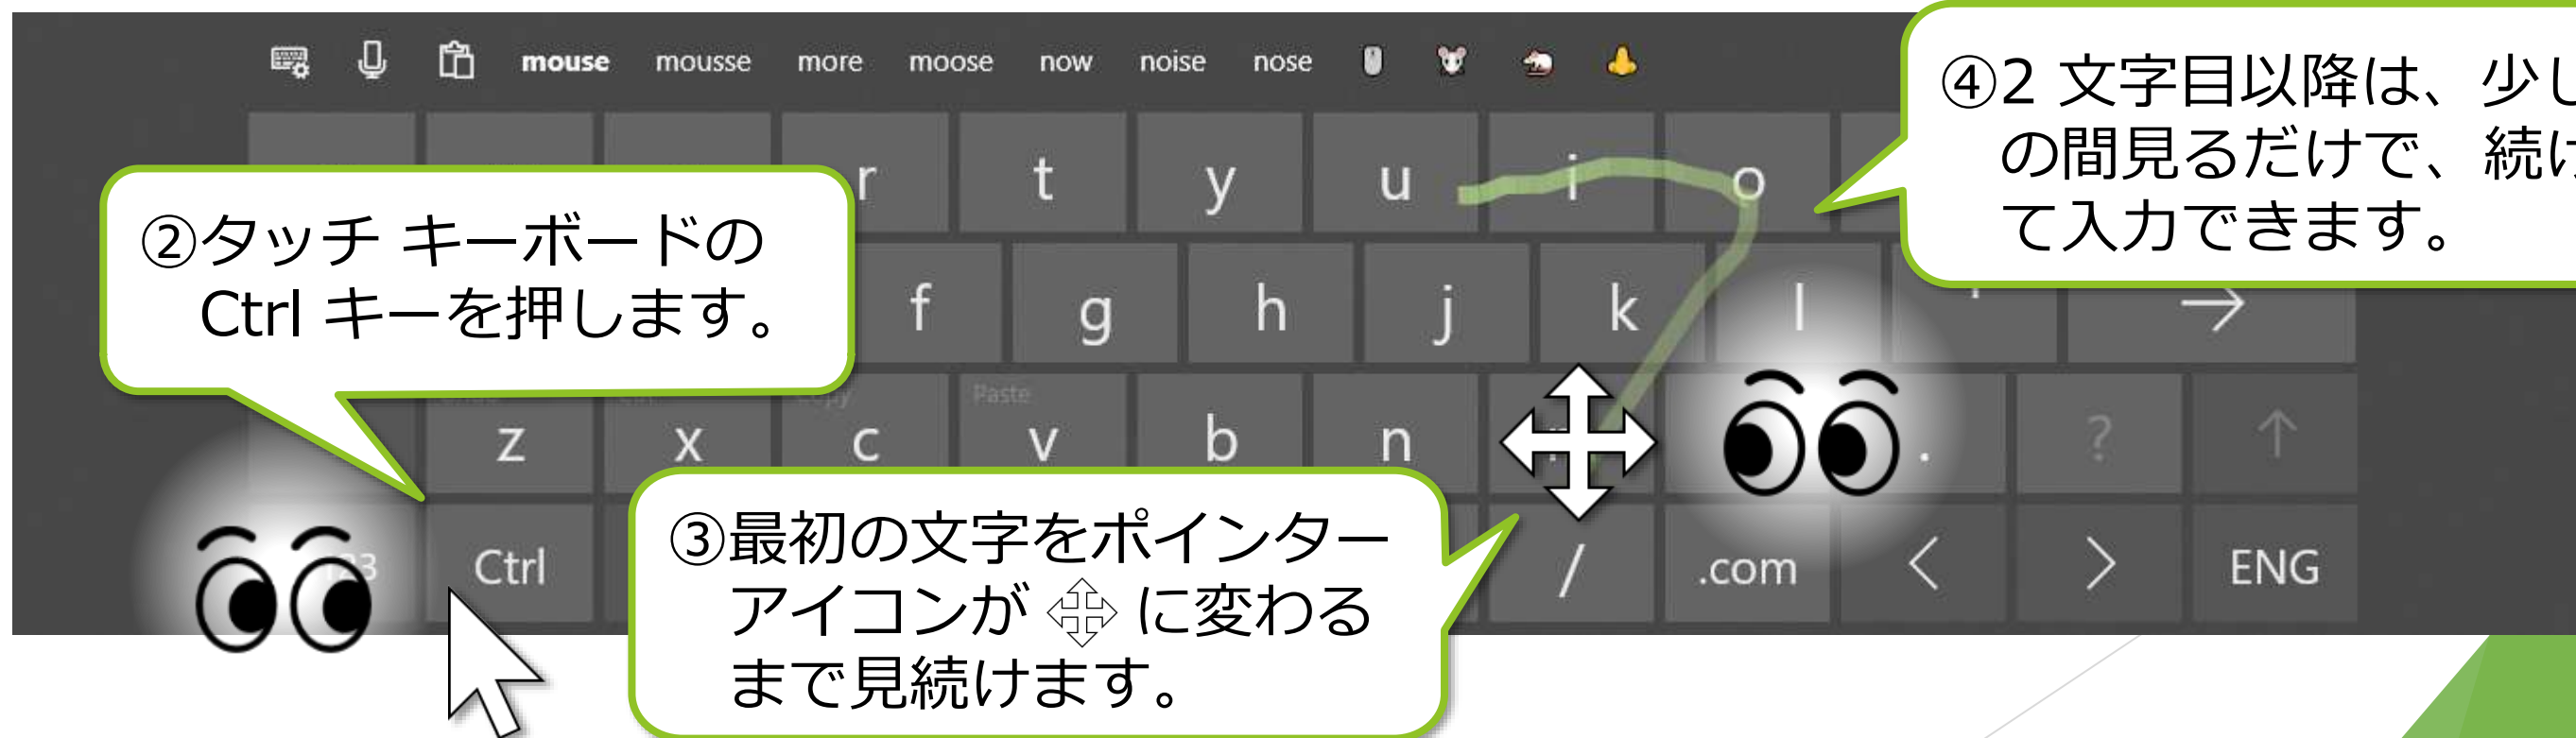 mouse mousse more moose now noise nose
④2 文字目以降は、少し
の間見るだけで、続け
て入力できます。
r t y u i o
②タッチ キーボードの
Ctrl キーを押します。
f g h j k l
Paste
z x c v b n . ?
123 Ctrl / .com < > ENG
③最初の文字をポインター
アイコンが に変わる
まで見続けます。